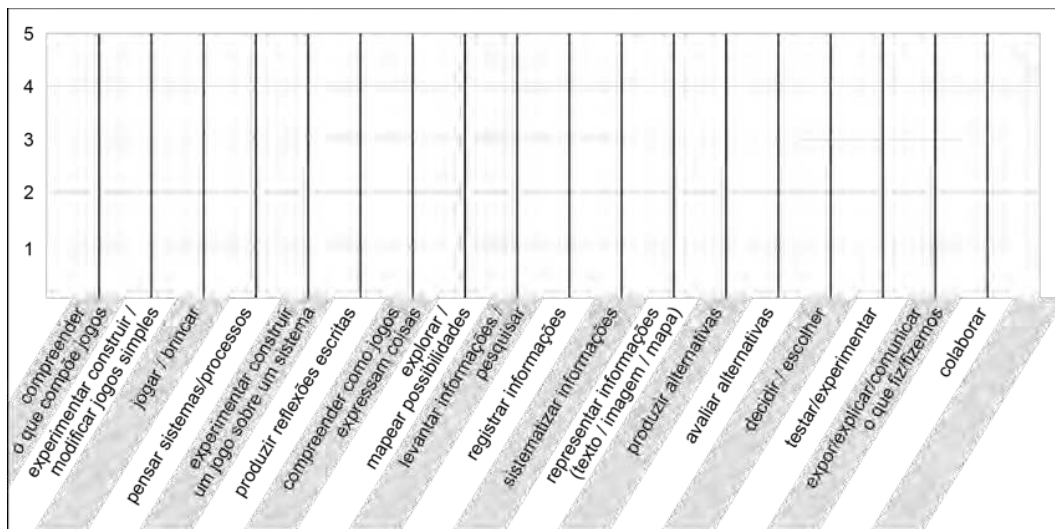 5
4
3
2
1
compreender
o que compõe jogos
experimentar construir /
modificar jogos simples
jogar / brincar
pensar sistemas/processos
experimentar construir
um jogo sobre um sistema
produzir reflexões escritas
compreender como jogos
expressam coisas
explorar /
mapear possibilidades
levantar informações /
pesquisar
registrar informações
sistematizar informações
representar informações
(texto / imagem / mapa)
produzir alternativas
avaliar alternativas
decidir / escolher
testar/experimentar
expor/explicar/comunicar
o que fiz/fizemos
colaborar